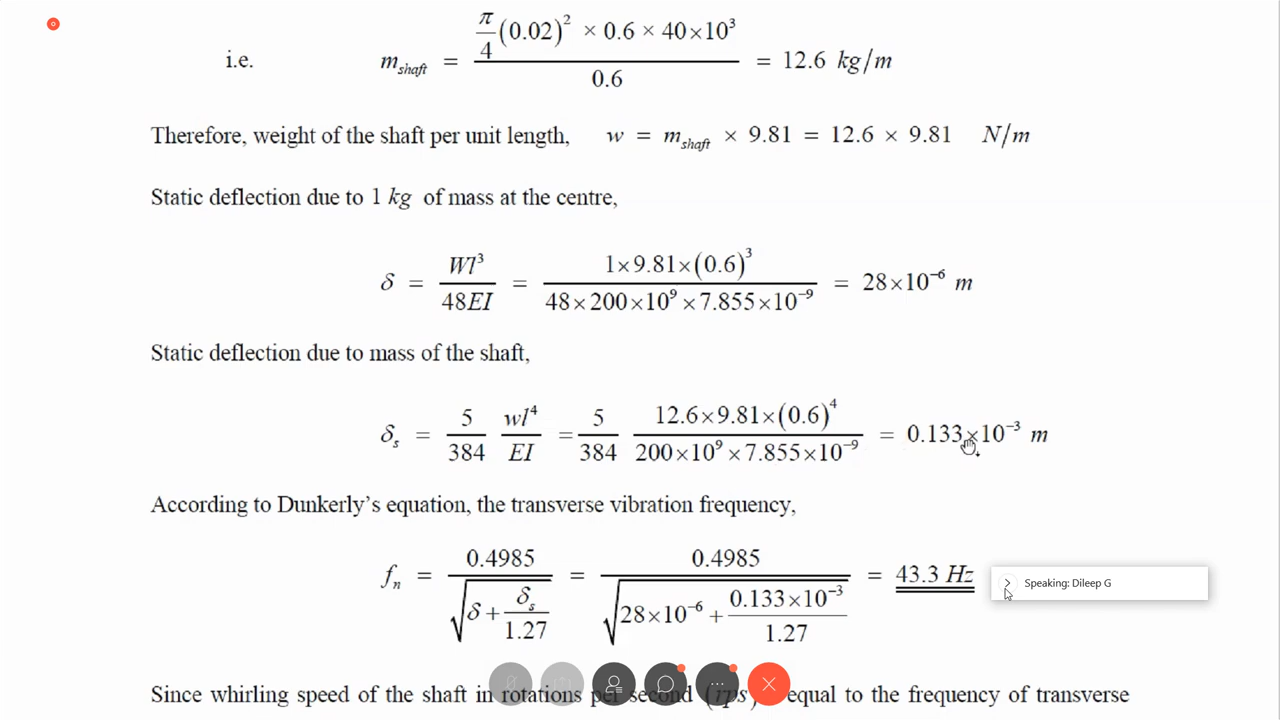 i.e. m_shaft = (π/4 (0.02)² × 0.6 × 40×10³) / 0.6 = 12.6 kg/m
Therefore, weight of the shaft per unit length, w = m_shaft × 9.81 = 12.6 × 9.81 N/m
Static deflection due to 1 kg of mass at the centre,
δ = Wl³ / 48EI = 1×9.81×(0.6)³ / 48×200×10⁹×7.855×10⁻⁹ = 28×10⁻⁶ m
Static deflection due to mass of the shaft,
δ_s = 5/384 wl⁴/EI = 5/384 12.6×9.81×(0.6)⁴ / 200×10⁹×7.855×10⁻⁹ = 0.133×10⁻³ m
According to Dunkerly's equation, the transverse vibration frequency,
f_n = 0.4985 / √(δ + δ_s/1.27) = 0.4985 / √(28×10⁻⁶ + 0.133×10⁻³/1.27) = 43.3 Hz
Speaking: Dileep G
Since whirling speed of the shaft in rotations per second (rps) equal to the frequency of transverse